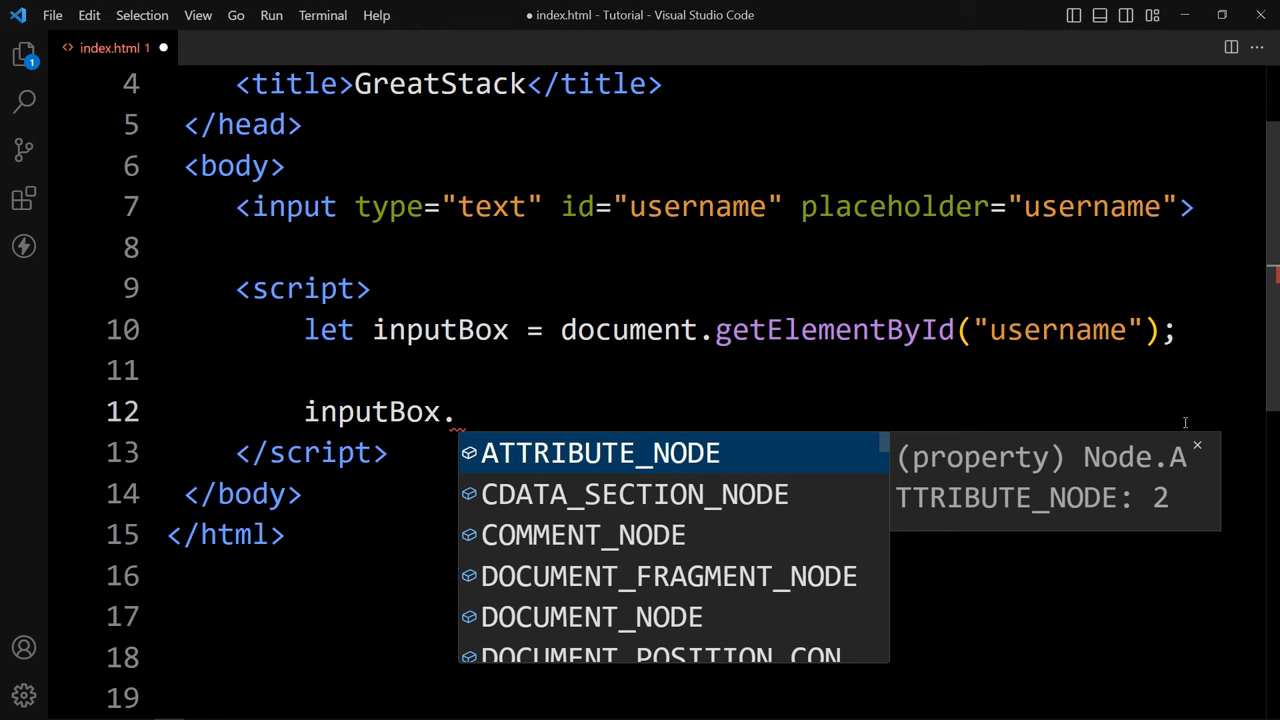 File Edit Selection View Go Run Terminal Help
● index.html - Tutorial - Visual Studio Code
<> index.html 1 ●
1
4 <title>GreatStack</title>
5 </head>
6 <body>
7 <input type="text" id="username" placeholder="username">
8
9 <script>
10 let inputBox = document.getElementById("username");
11
12 inputBox.
13 </script>
14 </body>
15 </html>
16
17
18
19
ATTRIBUTE_NODE
CDATA_SECTION_NODE
COMMENT_NODE
DOCUMENT_FRAGMENT_NODE
DOCUMENT_NODE
DOCUMENT_POSITION_CON
(property) Node.A
TTRIBUTE_NODE: 2